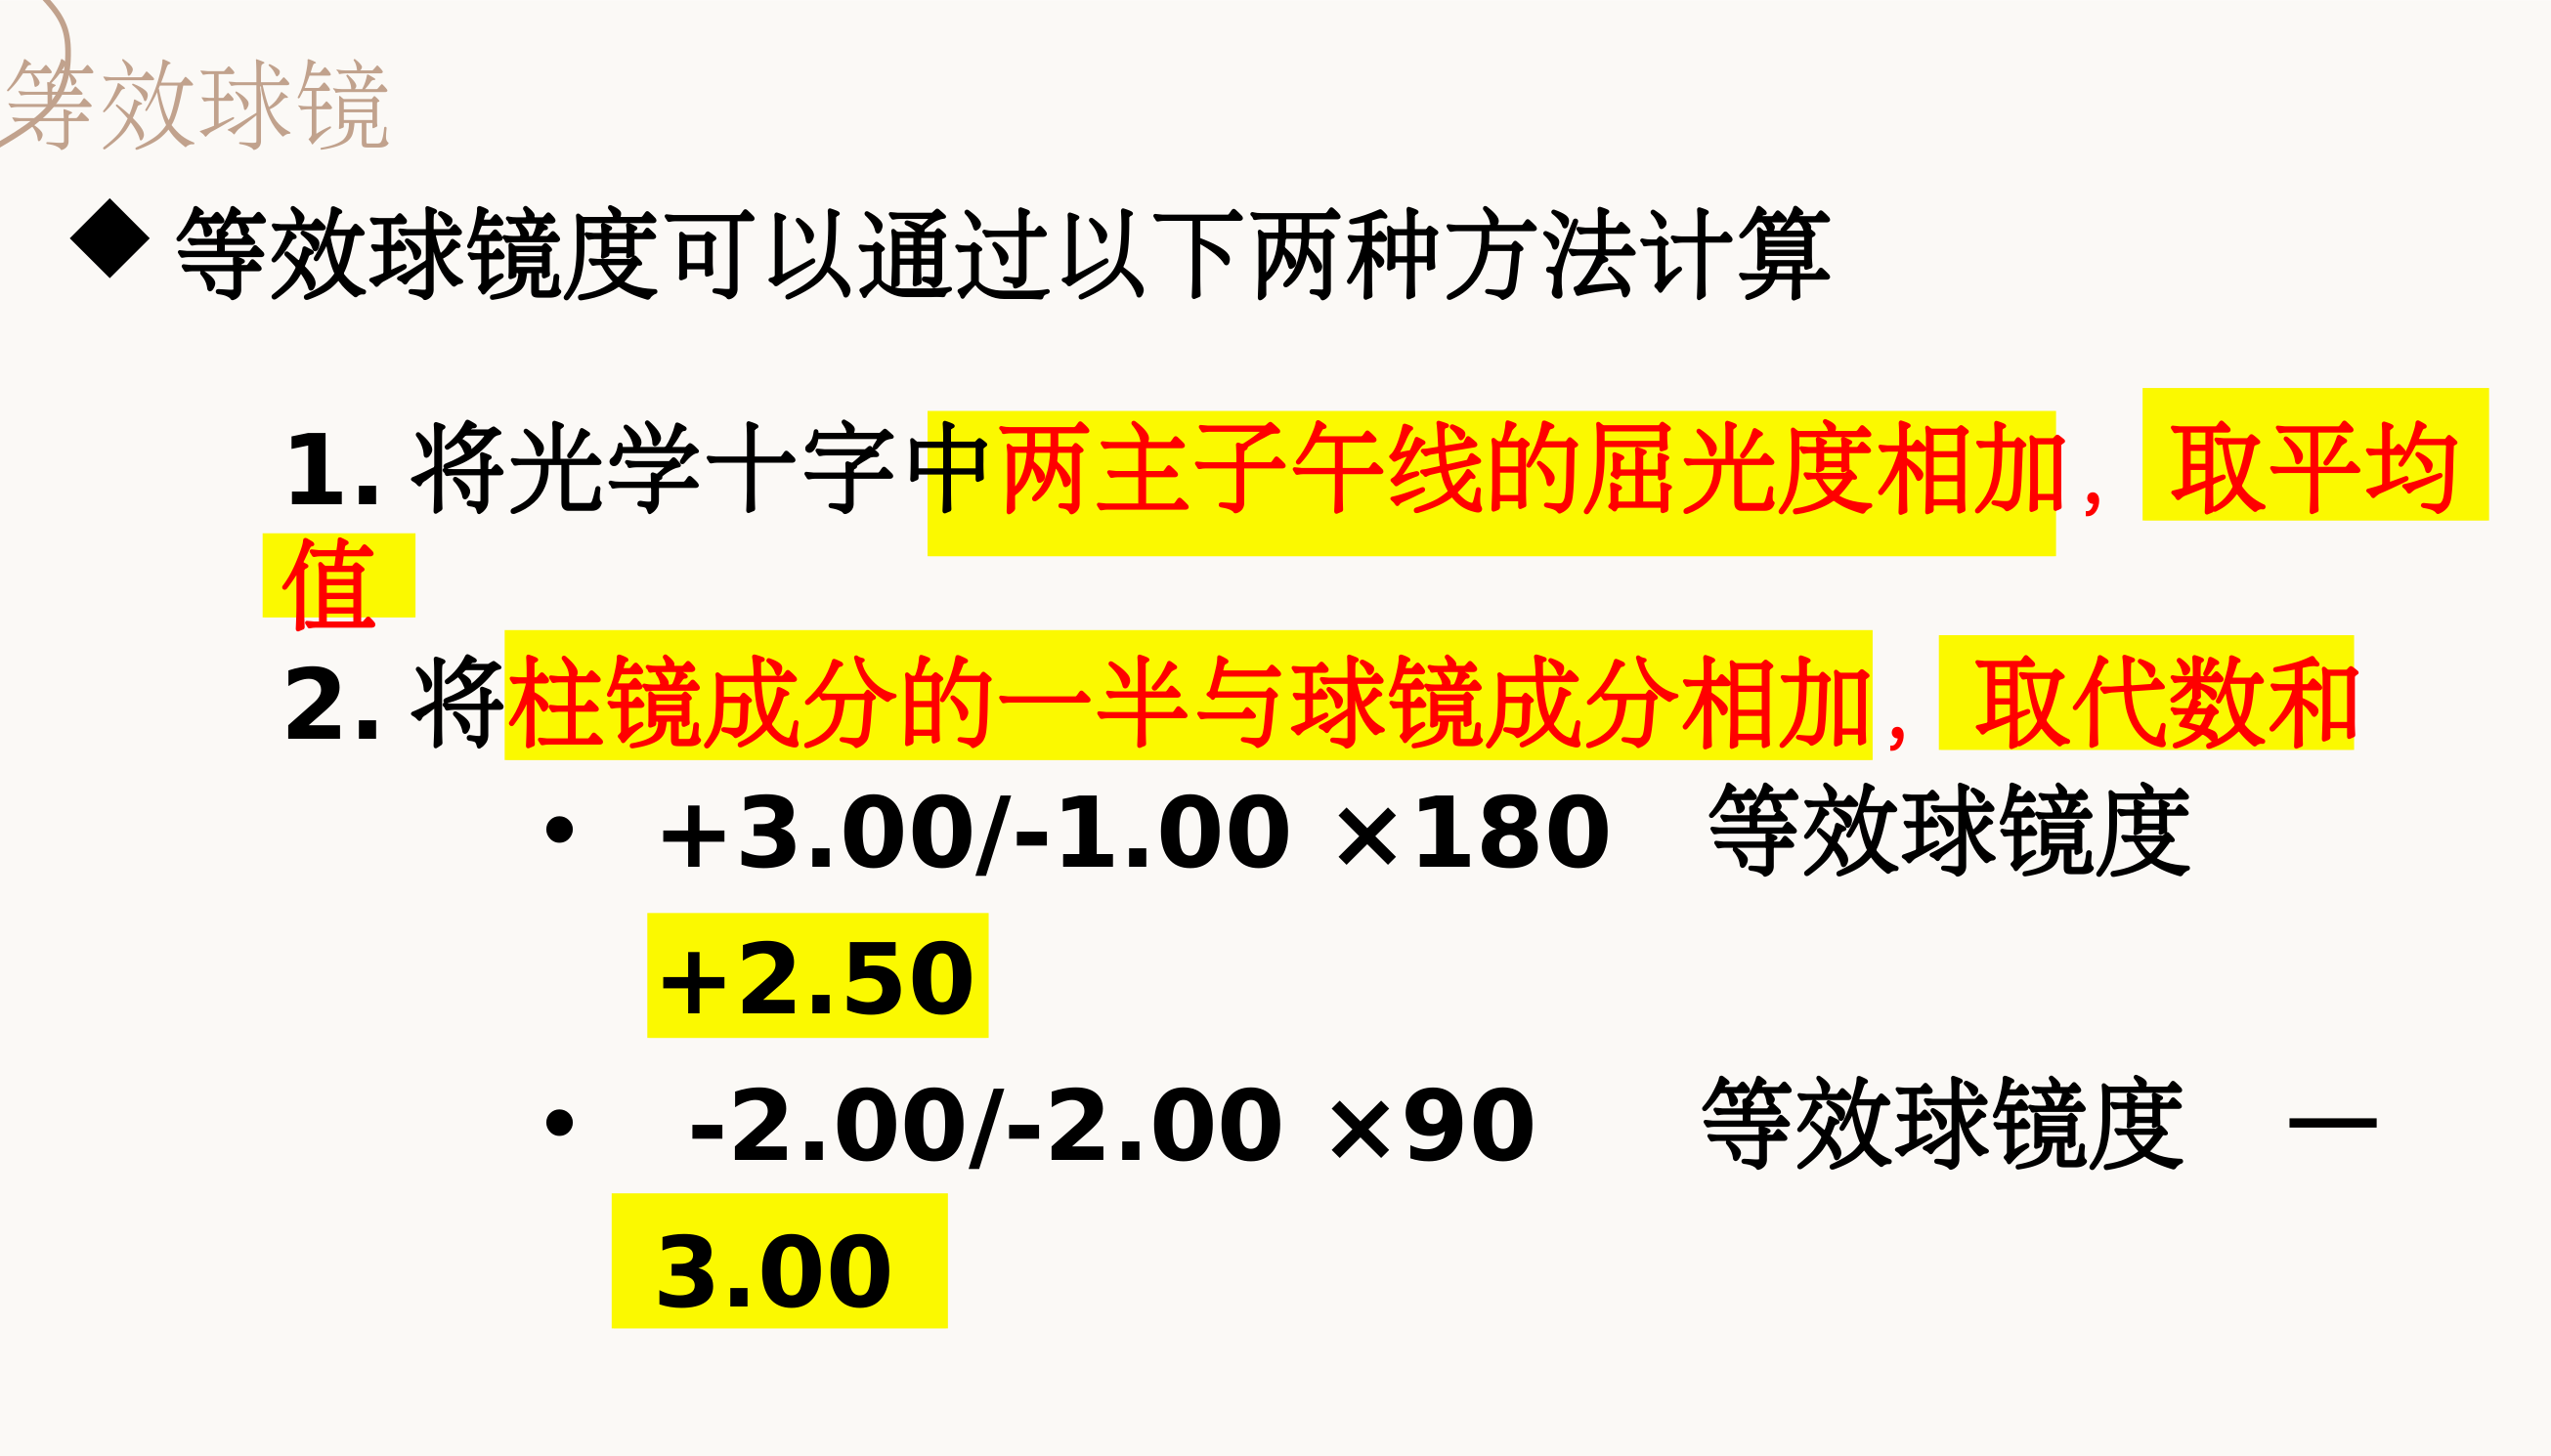 等效球镜
◆ 等效球镜度可以通过以下两种方法计算
1. 将光学十字中两主子午线的屈光度相加，取平均
值
2. 将柱镜成分的一半与球镜成分相加，取代数和
• +3.00/-1.00 ×180 等效球镜度
+2.50
• -2.00/-2.00 ×90 等效球镜度 —
3.00